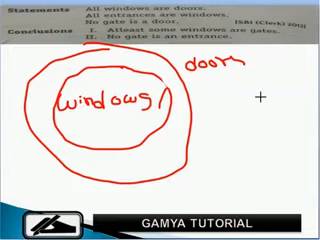 Statements All windows are doors.
All entrances are windows.
No gate is a door. [SBI (Clerk) 2012]
Conclusions I. Atleast some windows are gates.
II. No gate is an entrance.
doors
windows
GAMYA TUTORIAL